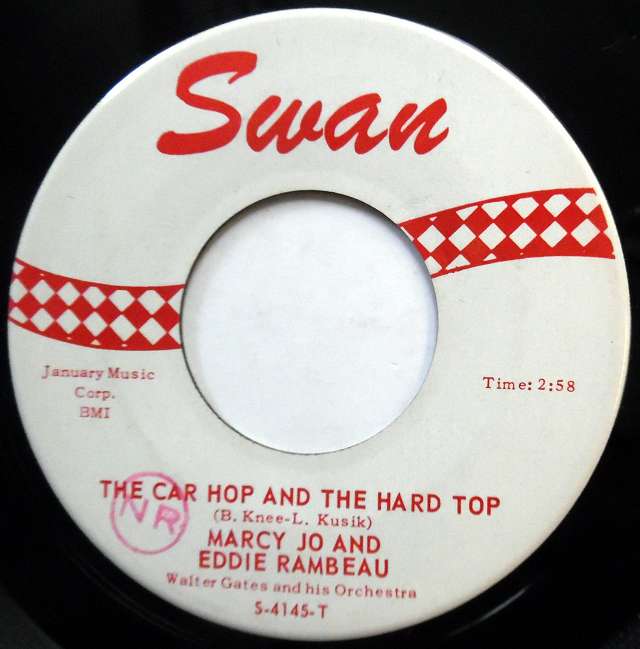 Swan
January Music
Corp.
BMI
Time: 2:58
THE CAR HOP AND THE HARD TOP
NR
(B. Knee-L. Kusik)
MARCY JO AND
EDDIE RAMBEAU
Walter Gates and his Orchestra
S-4145-T